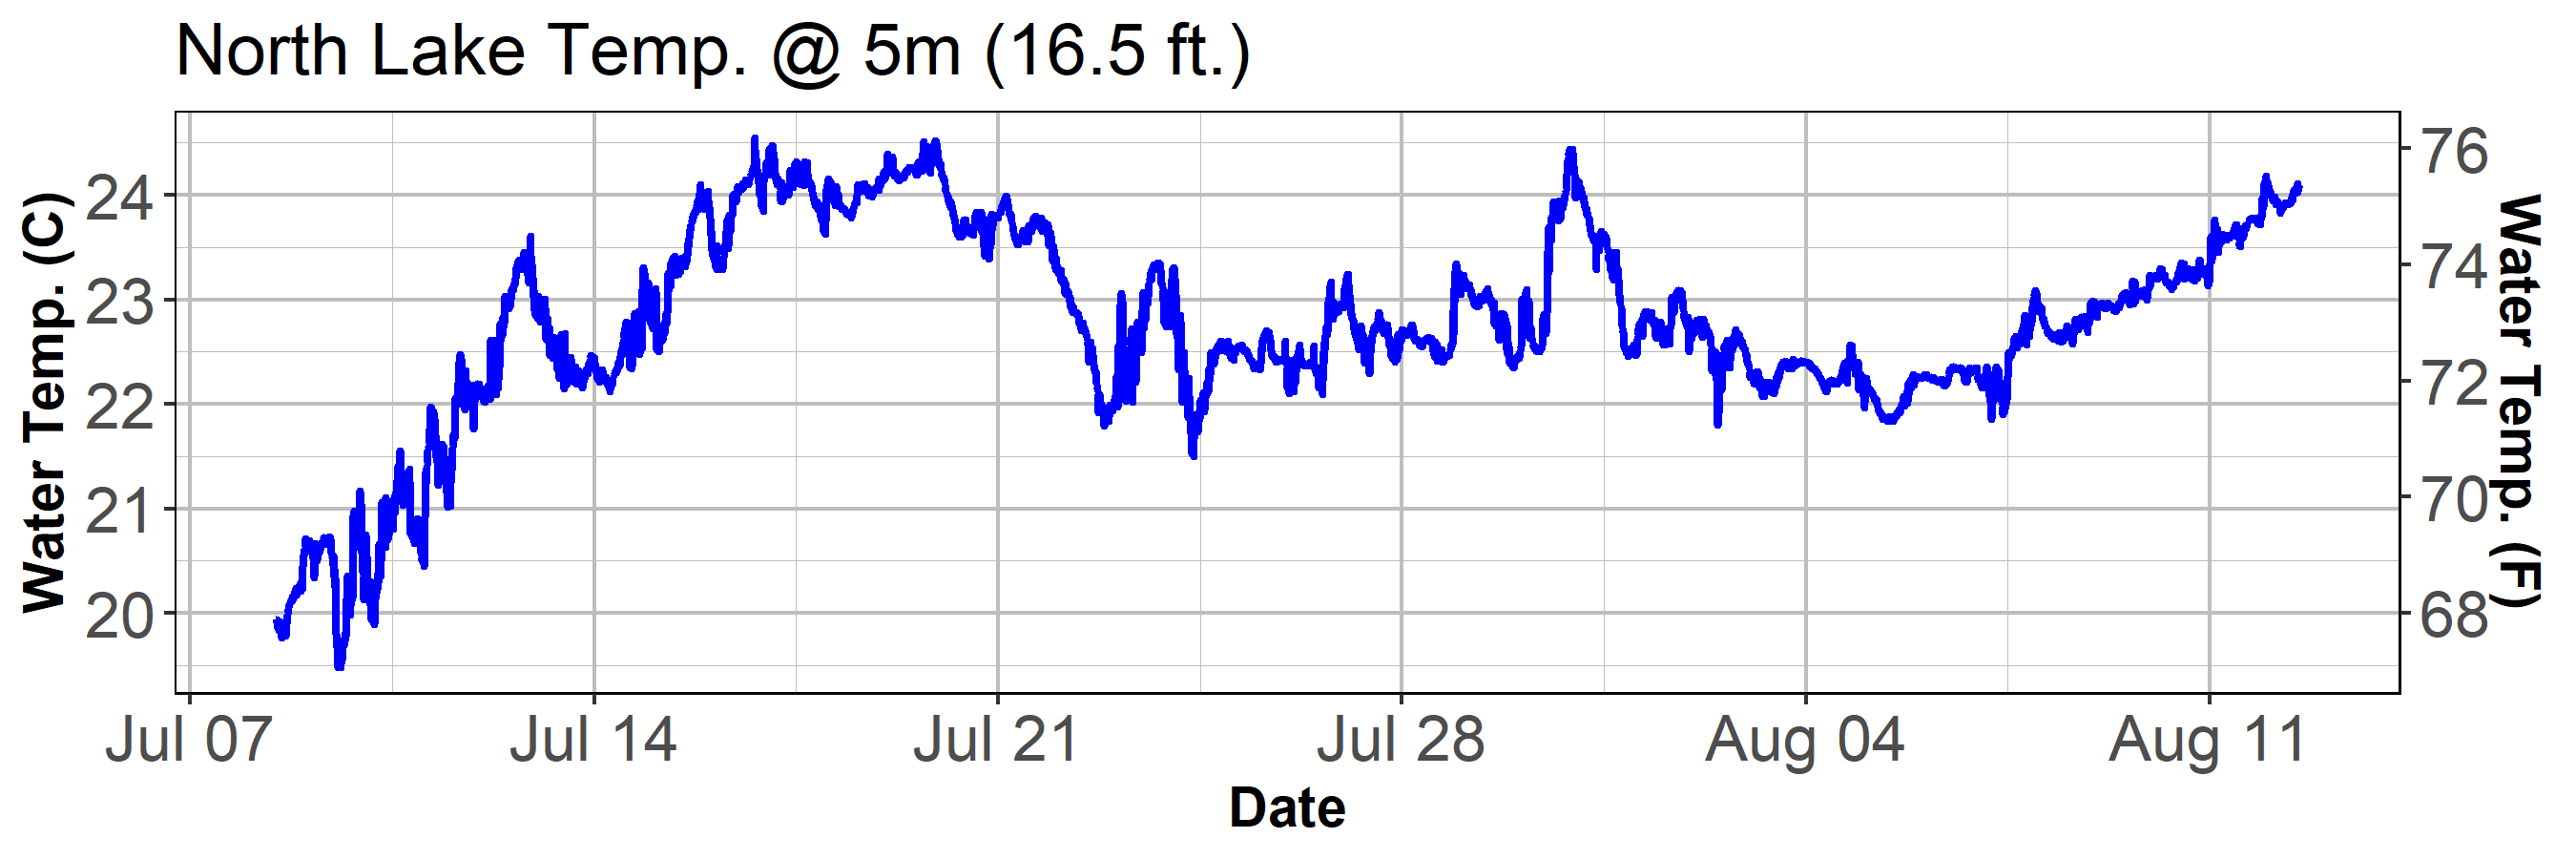 North Lake Temp. @ 5m (16.5 ft.)
Water Temp. (C)
24
23
22
21
20
76
74
72
70
68
Water Temp. (F)
Jul 07 Jul 14 Jul 21 Jul 28 Aug 04 Aug 11
Date